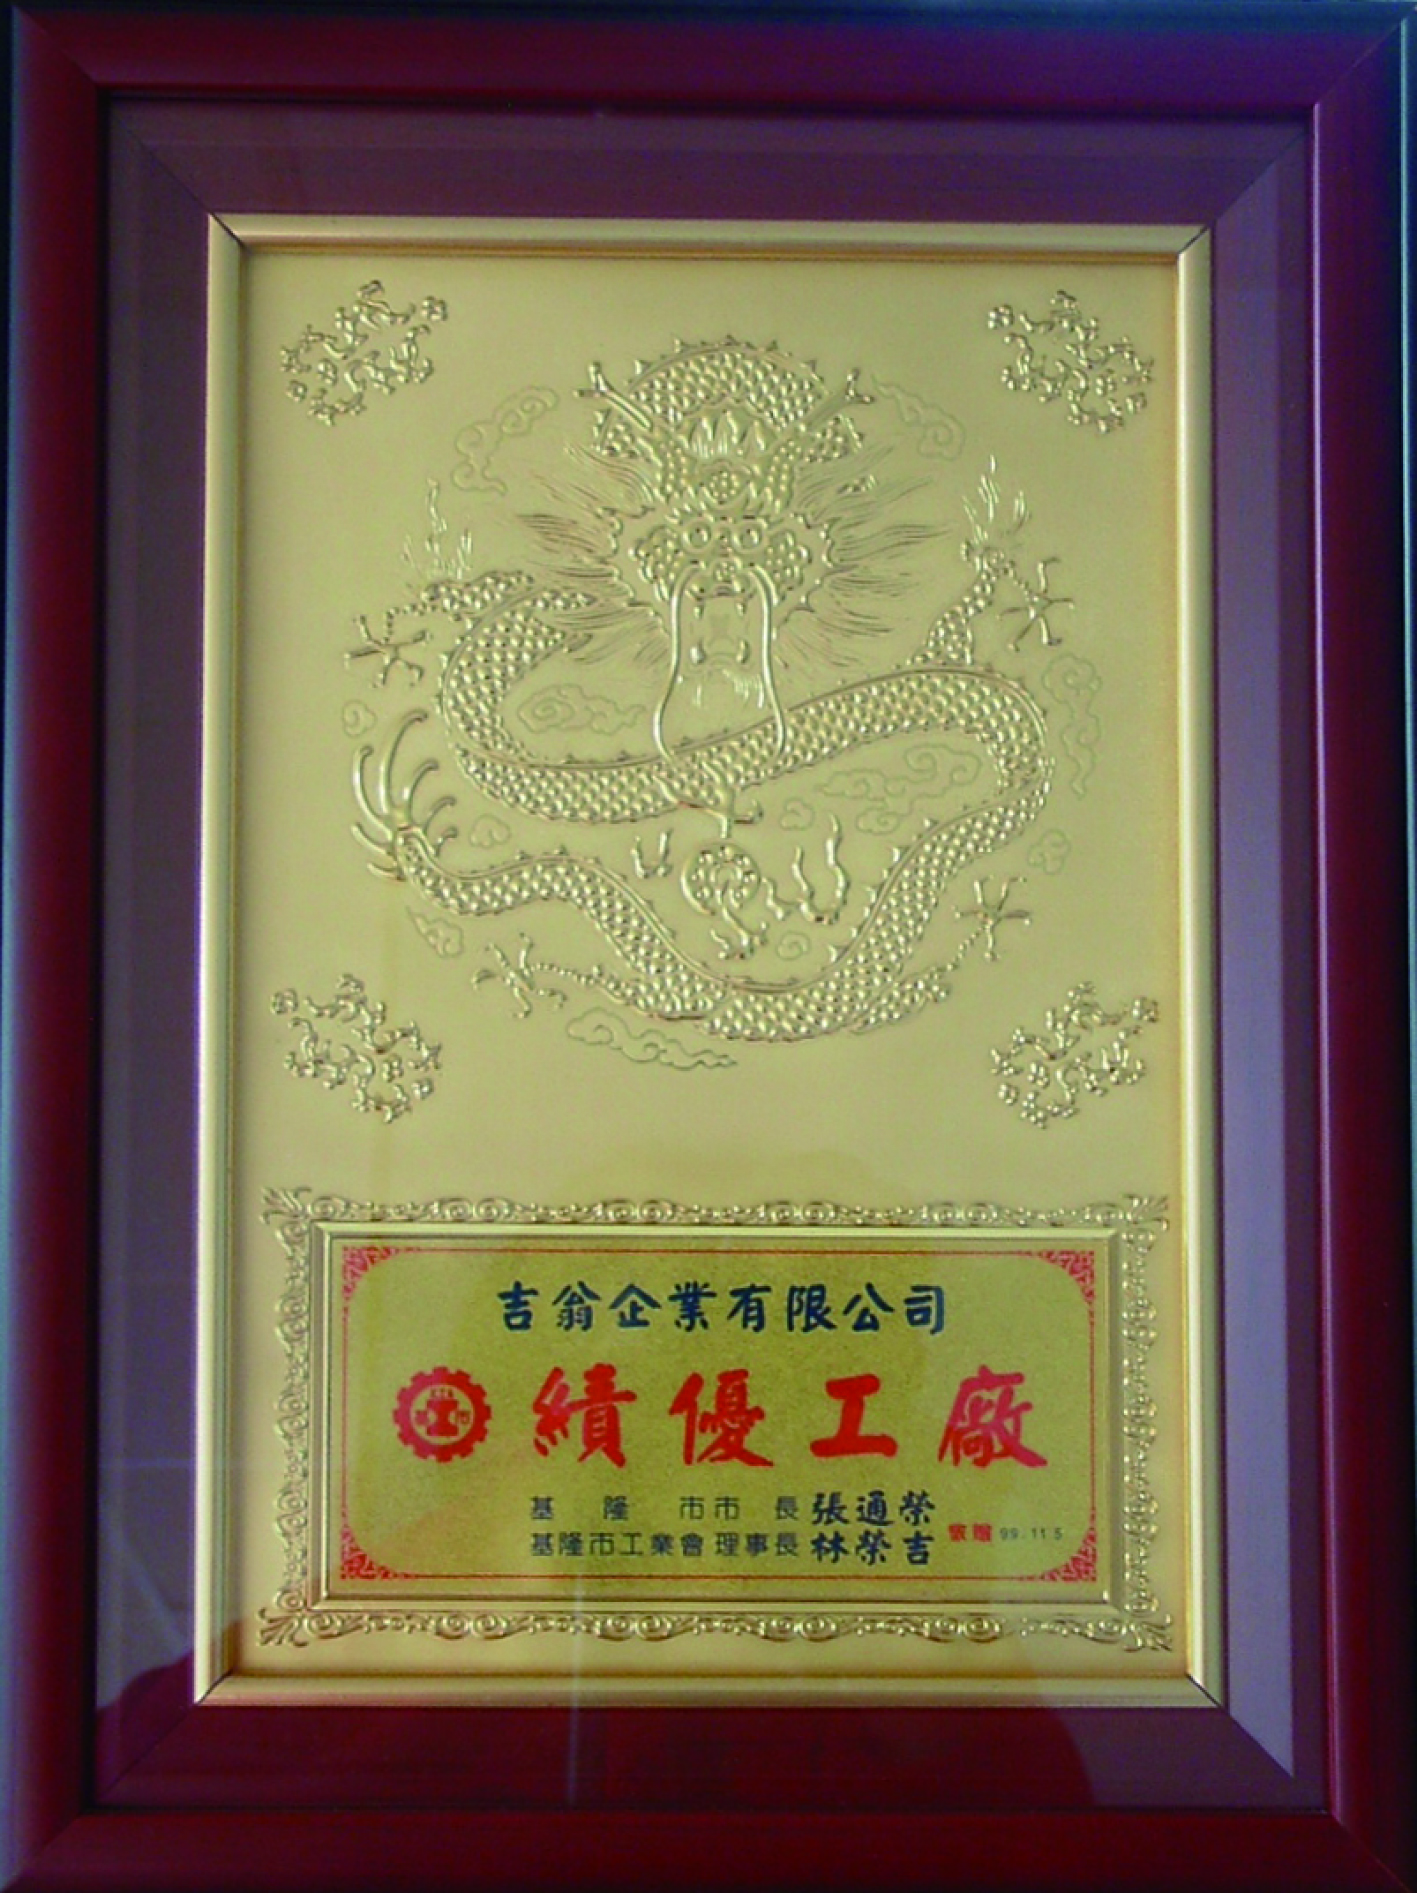 吉翁企業有限公司
績優工廠
基隆市市長 張通榮
基隆市工業會理事長 林榮吉
敬贈 99.11.5